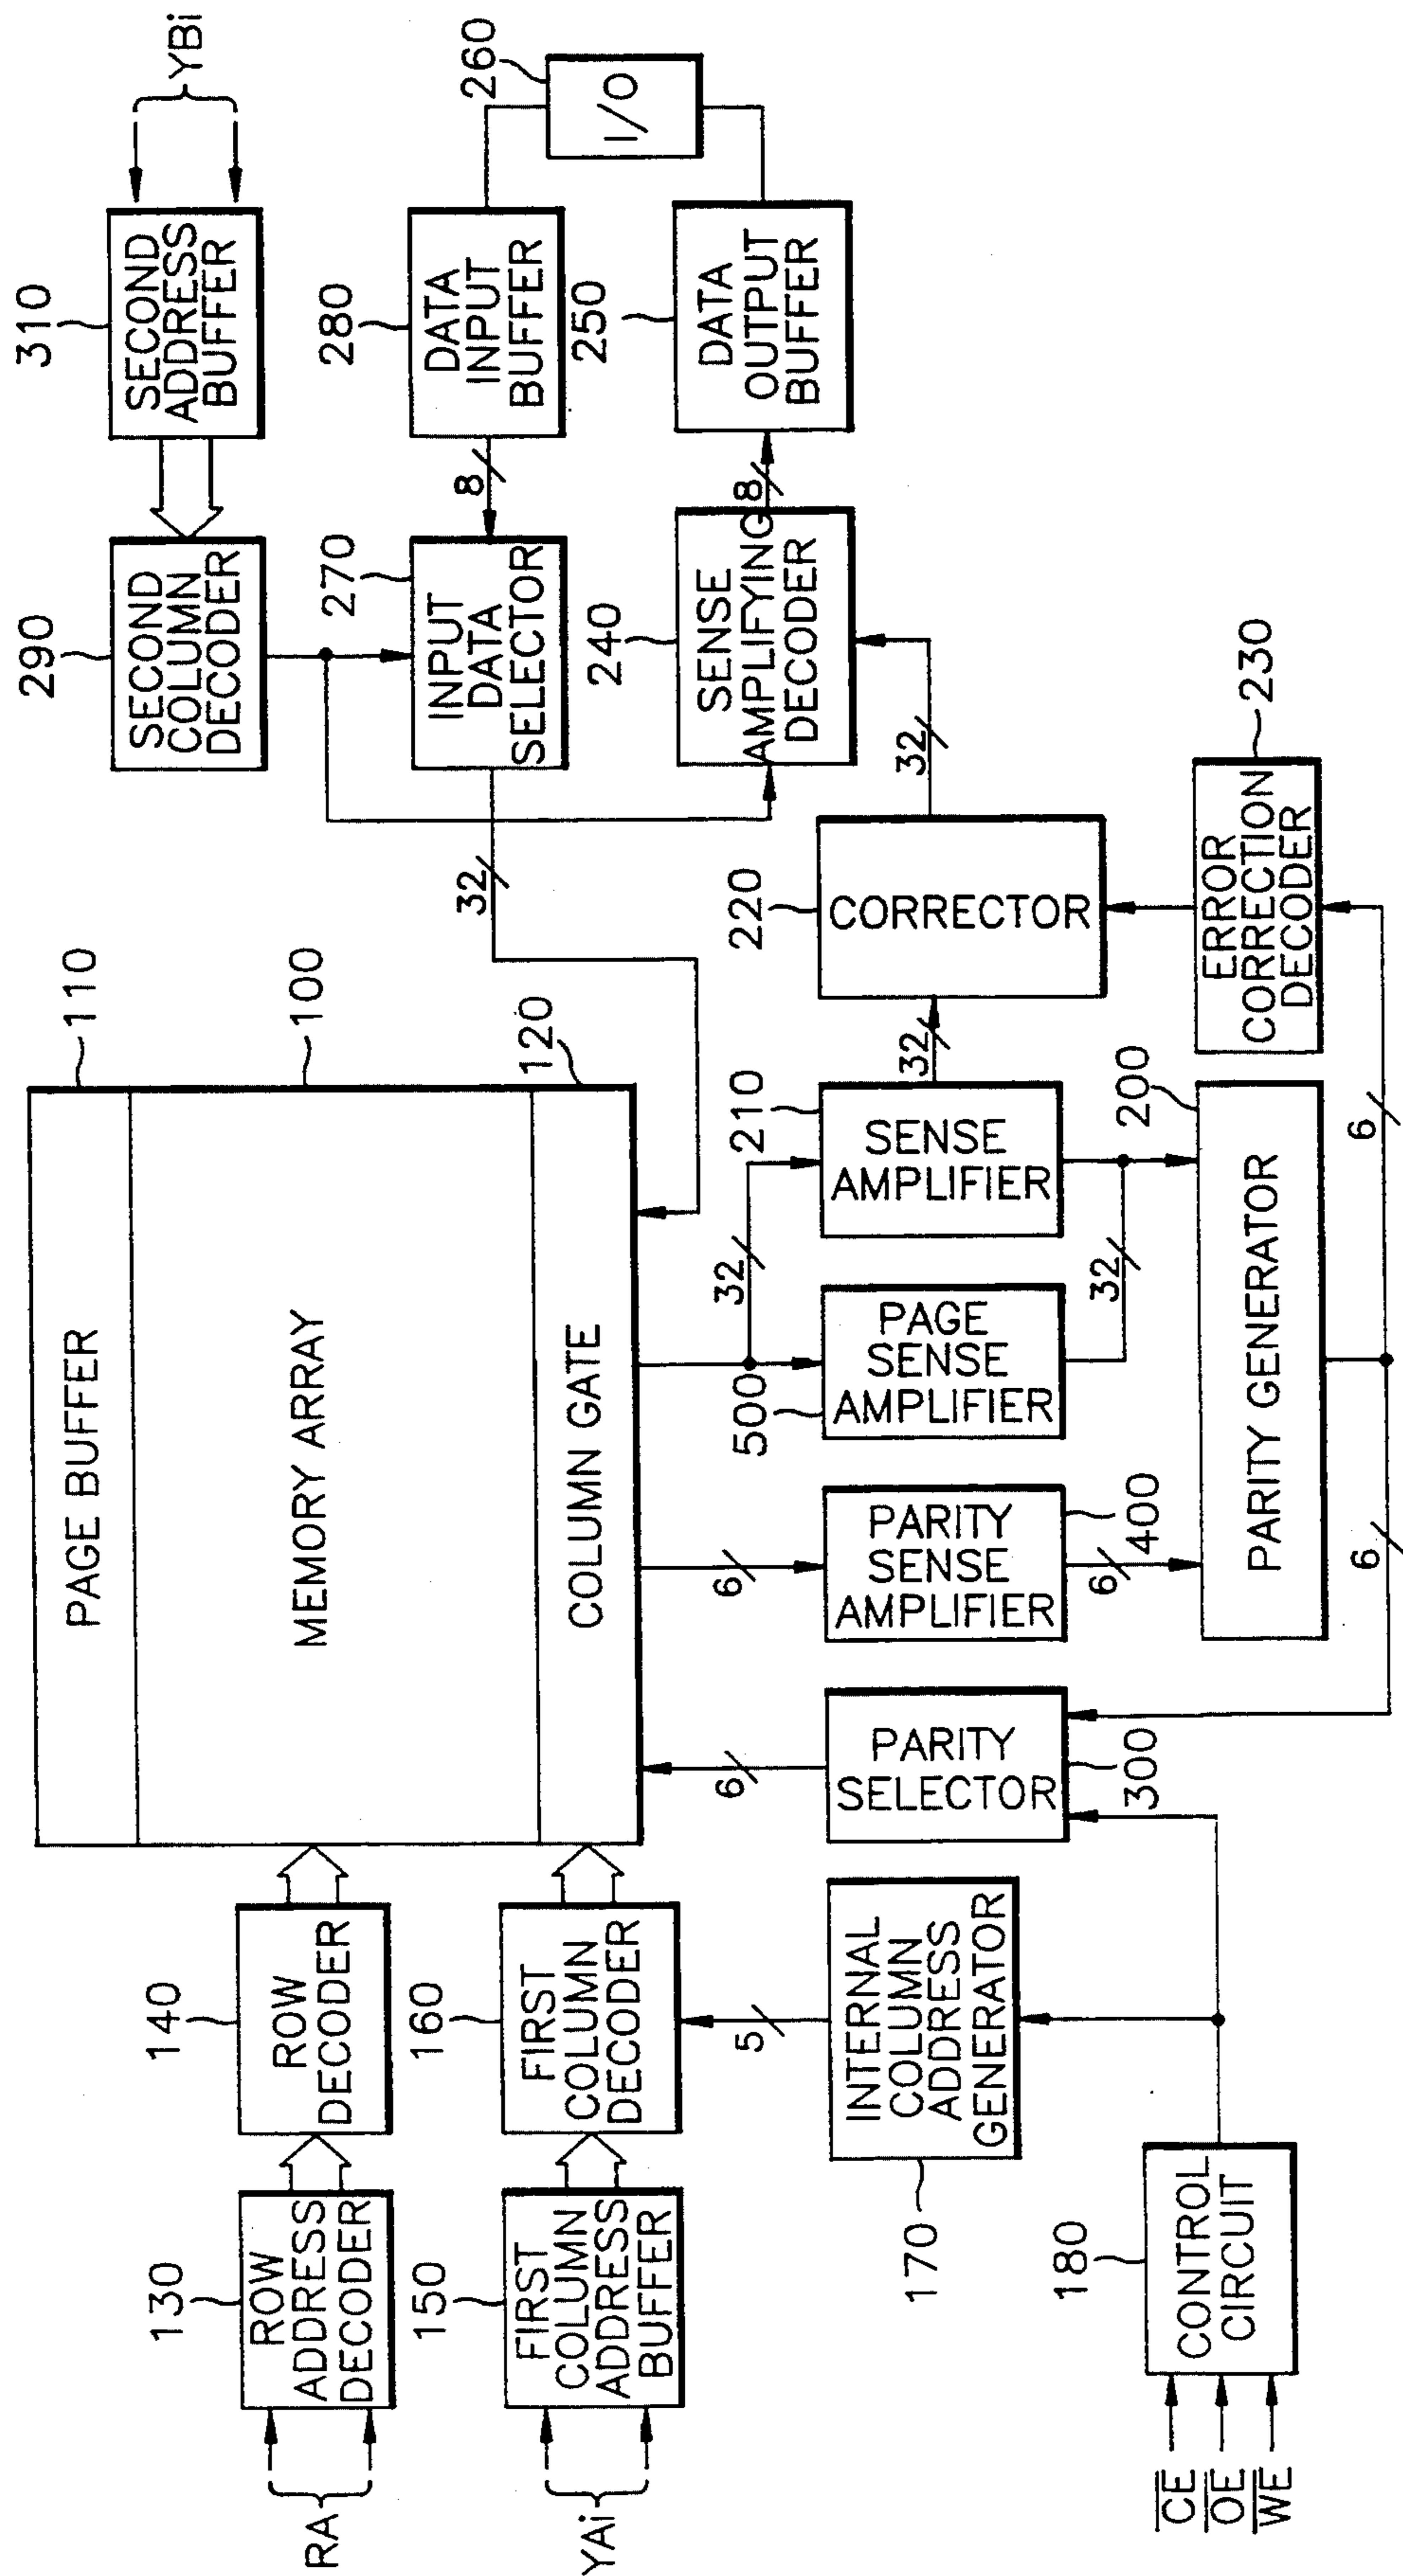 RA
130
ROW
ADDRESS
DECODER
140
ROW
DECODER
YAi
150
FIRST
COLUMN
ADDRESS
BUFFER
160
FIRST
COLUMN
DECODER
PAGE BUFFER
110
MEMORY ARRAY
100
COLUMN GATE
120
310
SECOND
ADDRESS
BUFFER
YBi
290
SECOND
COLUMN
DECODER
270
INPUT
DATA
SELECTOR
8
280
DATA
INPUT
BUFFER
260
I/O
32
240
SENSE
AMPLIFYING
DECODER
8
250
DATA
OUTPUT
BUFFER
5
6
6
32
32
170
INTERNAL
COLUMN
ADDRESS
GENERATOR
PARITY
SELECTOR
300
PARITY
SENSE
AMPLIFIER
400
500
PAGE
SENSE
AMPLIFIER
210
SENSE
AMPLIFIER
32
220
CORRECTOR
6
32
180
CONTROL
CIRCUIT
CE
OE
WE
PARITY GENERATOR
200
ERROR
CORRECTION
DECODER
230
6
6